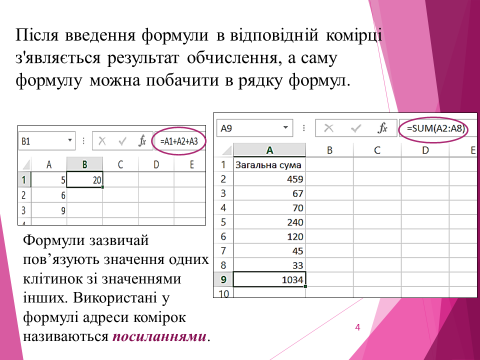 Після введення формули в відповідній комірці
з'являється результат обчислення, а саму
формулу можна побачити в рядку формул.
B1 fx =A1+A2+A3
A B C D E
1 5 20
2 6
3 9
A9 fx =SUM(A2:A8)
A B C D E
1 Загальна сума
2 459
3 67
4 70
5 240
6 120
7 45
8 33
9 1034
10
Формули зазвичай
пов’язують значення одних
клітинок зі значеннями
інших. Використані у
формулі адреси комірок
називаються посиланнями.
4